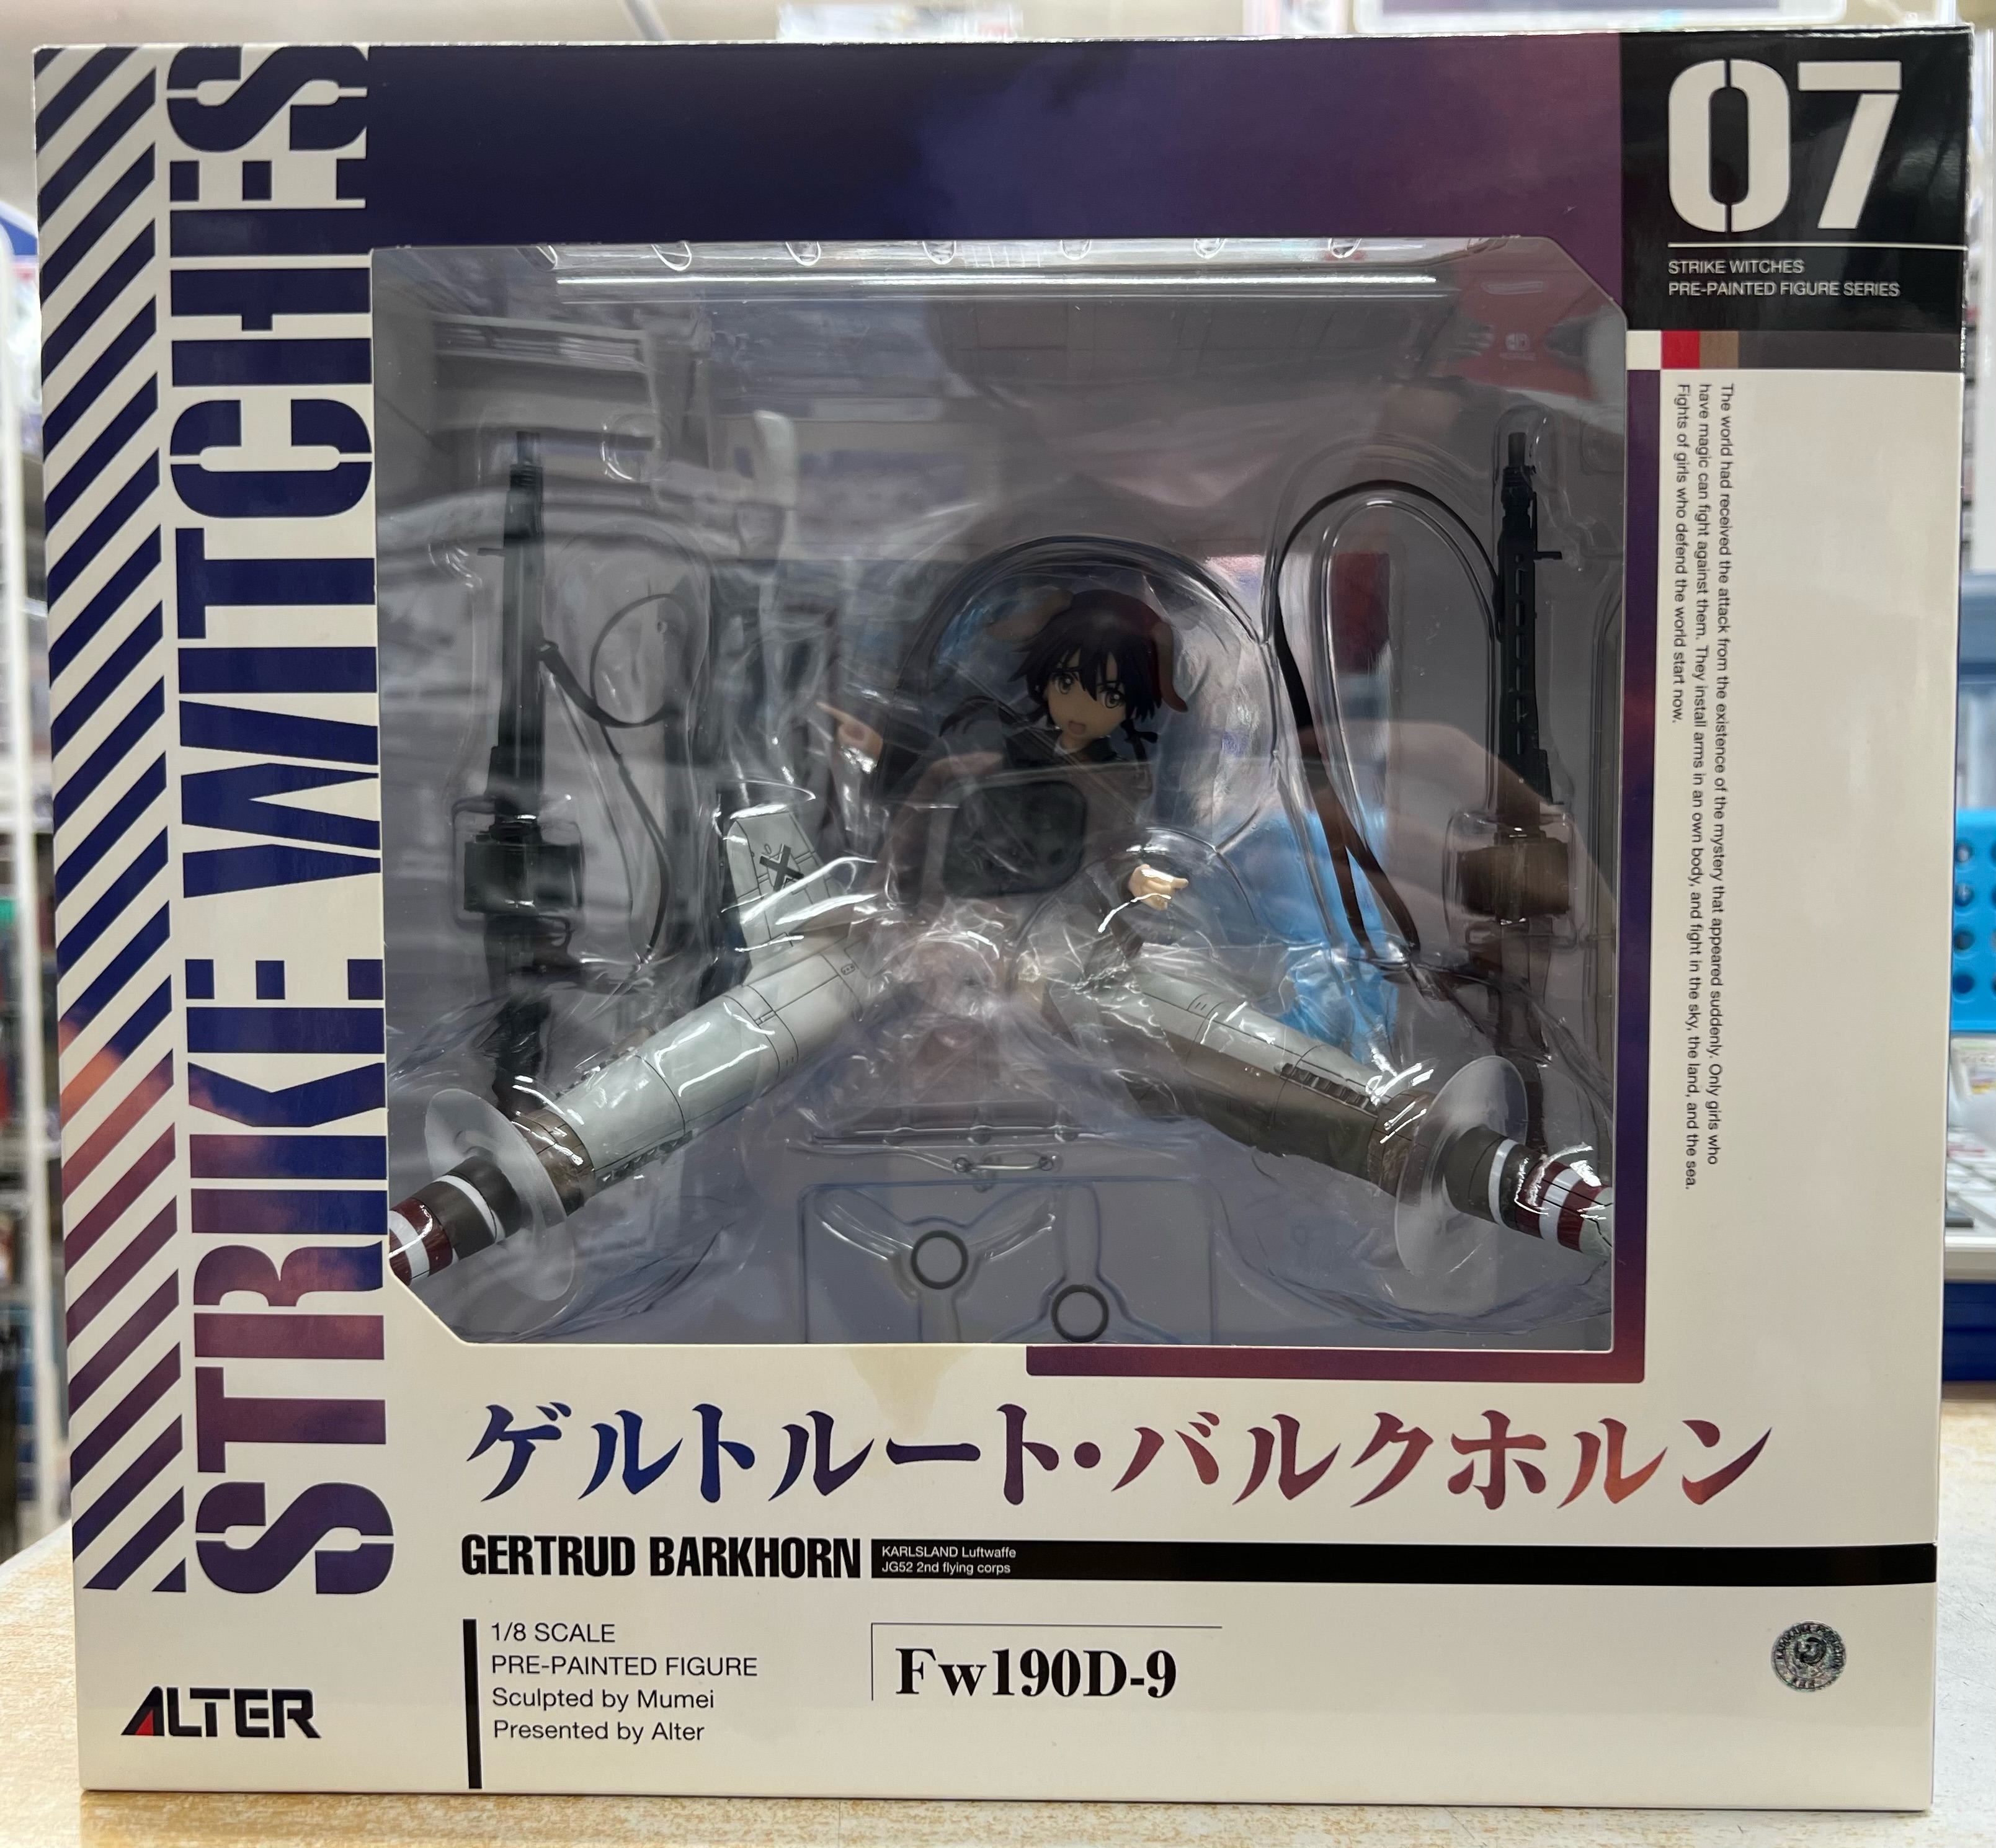 STRIKE WITCHES
07
STRIKE WITCHES
PRE-PAINTED FIGURE SERIES
The world had received the attack from the existence of the mystery that appeared suddenly. Only girls who
have magic can fight against them. They install arms in an own body, and fight in the sky, the land, and the sea.
Fights of girls who defend the world start now.
ゲルトルート・バルクホルン
GERTRUD BARKHORN
KARLSLAND Luftwaffe
JG52 2nd flying corps
1/8 SCALE
PRE-PAINTED FIGURE
Sculpted by Mumei
Presented by Alter
Fw190D-9
ALTER